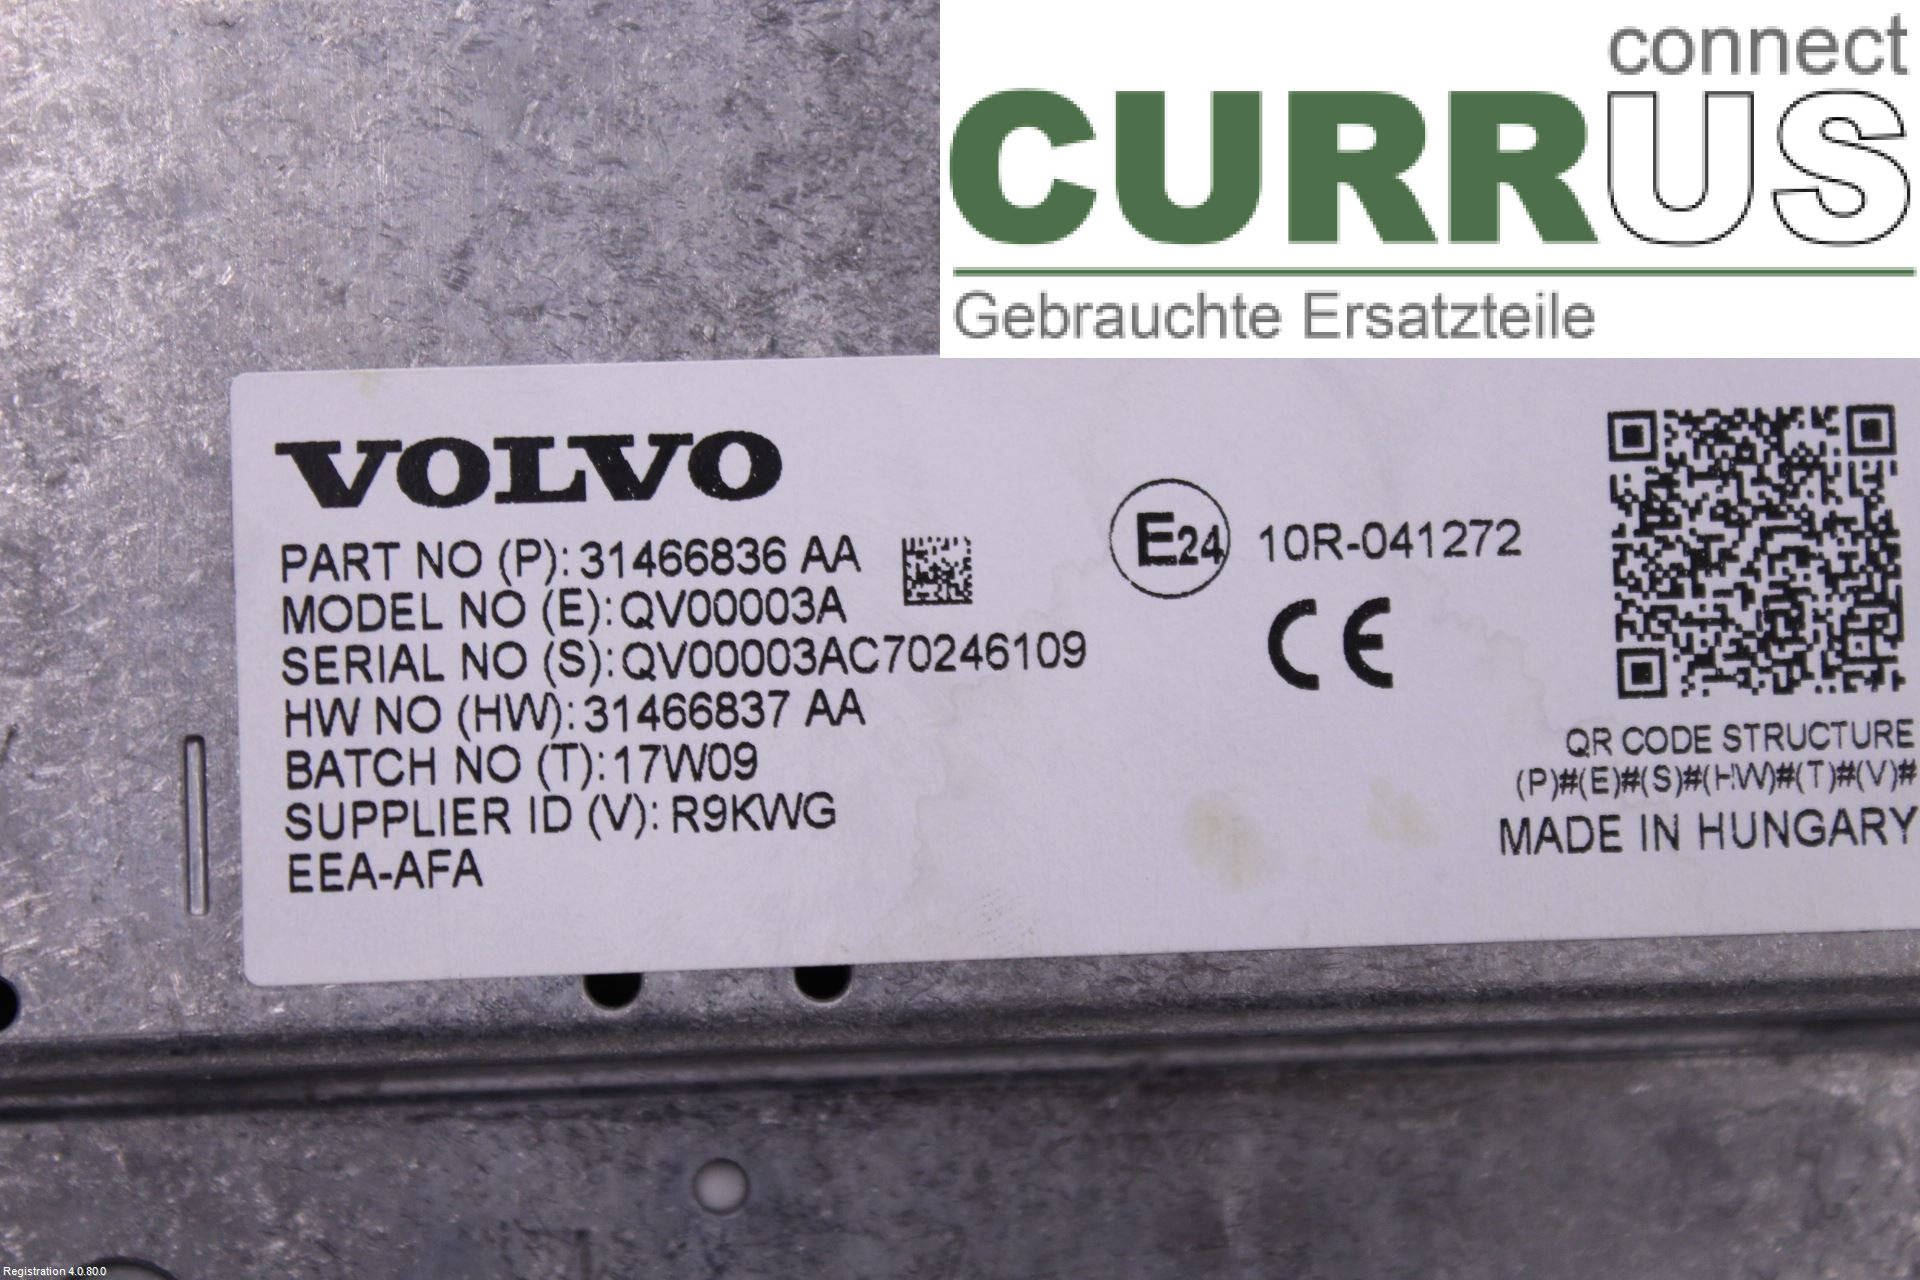 connect
CURRUS
Gebrauchte Ersatzteile
VOLVO
PART NO (P): 31466836 AA
MODEL NO (E): QV00003A
SERIAL NO (S): QV00003AC70246109
HW NO (HW): 31466837 AA
BATCH NO (T): 17W09
SUPPLIER ID (V): R9KWG
EEA-AFA
E24 10R-041272
CE
QR CODE STRUCTURE
(P)#(E)#(S)#(HW)#(T)#(V)#
MADE IN HUNGARY
Registration 4.0.80.0